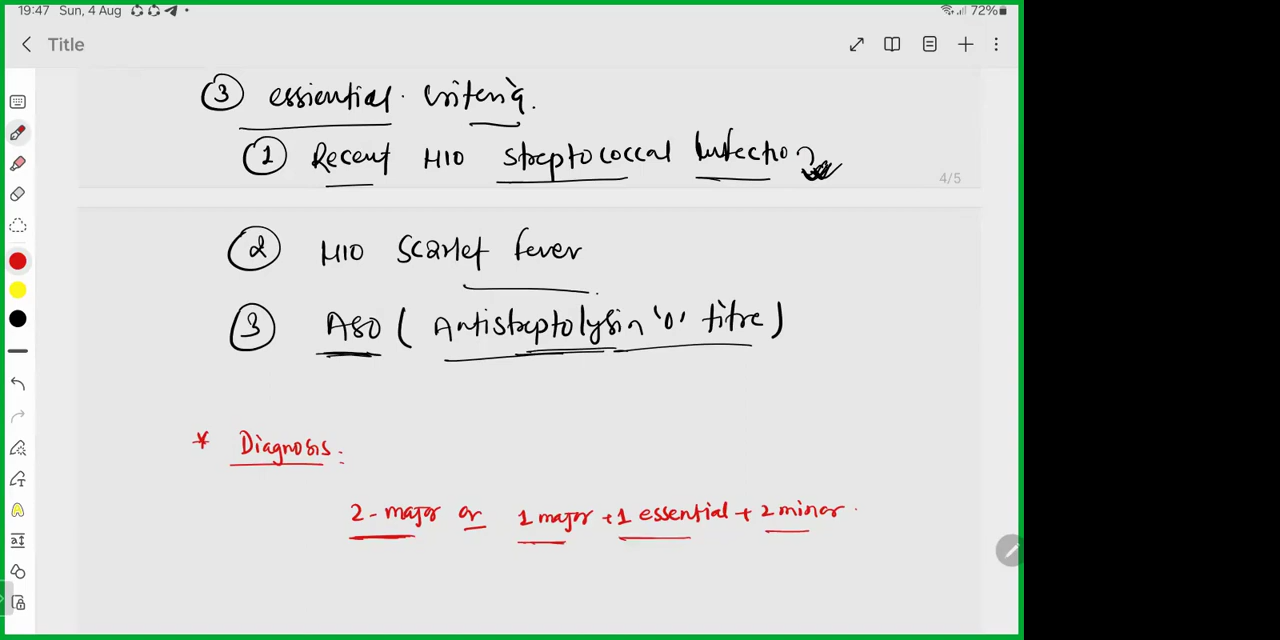 19:47 Sun, 4 Aug 72%
Title
③ essiential criteria.
① Recent H/O streptococcal Infection
4/5
② H/O Scarlet fever
③ ASO ( Antistreptolysin 'O' titre )
* Diagnosis :
2 - major or 1 major + 1 essential + 2 minor .